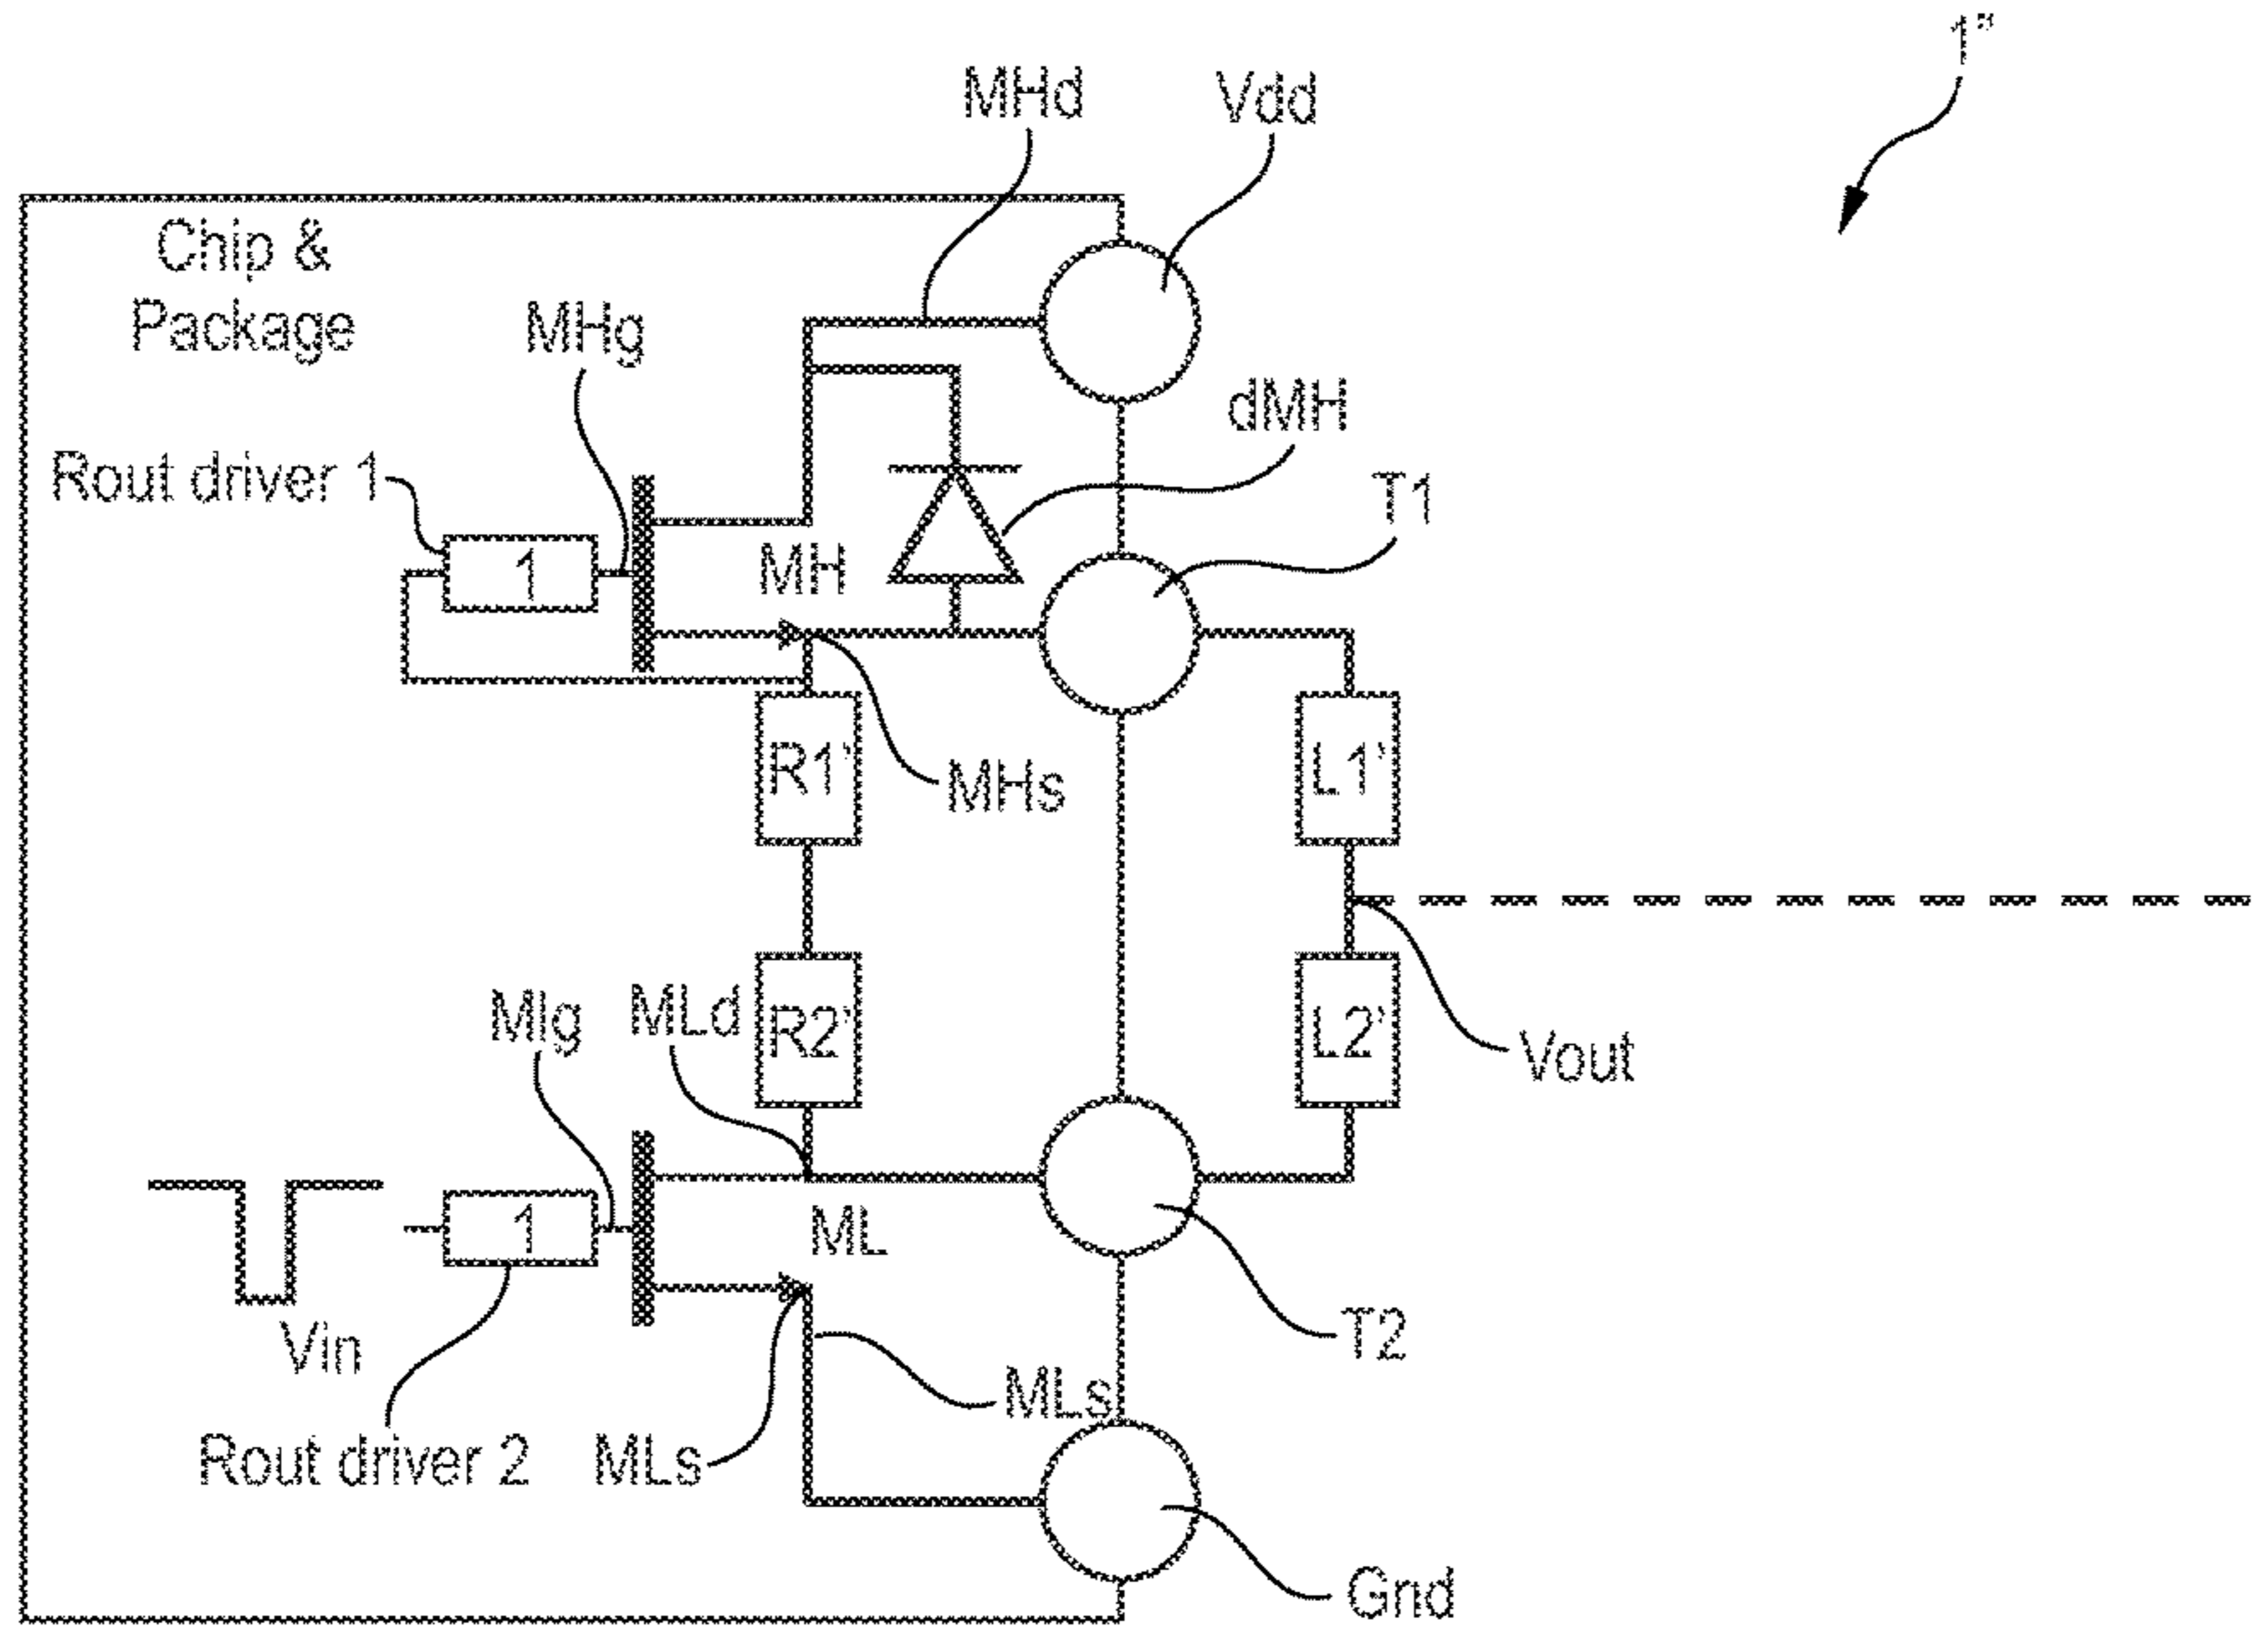 1"
MHd
Vdd
Chip &
Package
MHg
dMH
Rout driver 1
T1
1
MH
R1'
MHs
L1'
Mlg
MLd
R2'
L2'
Vout
1
ML
Vin
T2
MLs
Rout driver 2
MLs
Gnd